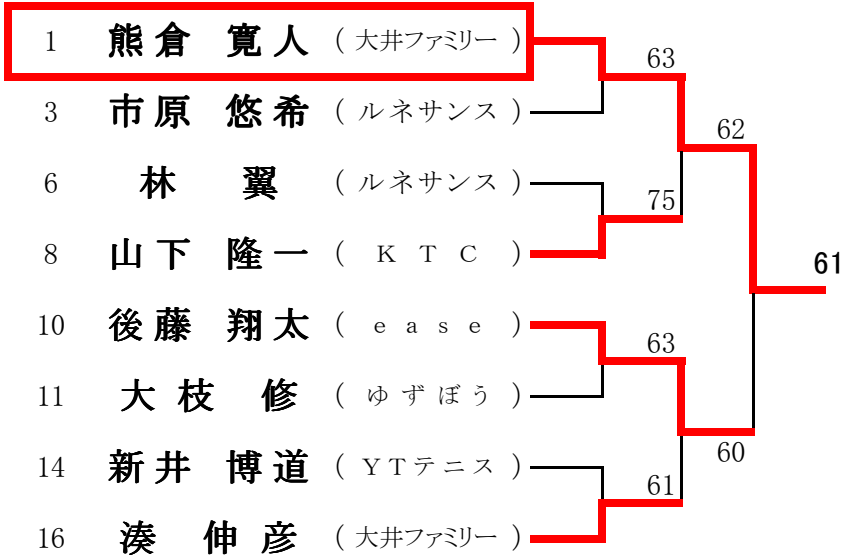 1 熊倉 寛人 (大井ファミリー)
63
3 市原 悠希 (ルネサンス)
62
6 林 翼 (ルネサンス)
75
8 山下 隆一 (KTC)
61
10 後藤 翔太 (ease)
63
11 大枝 修 (ゆずぼう)
60
14 新井 博道 (YTテニス)
61
16 湊 伸彦 (大井ファミリー)